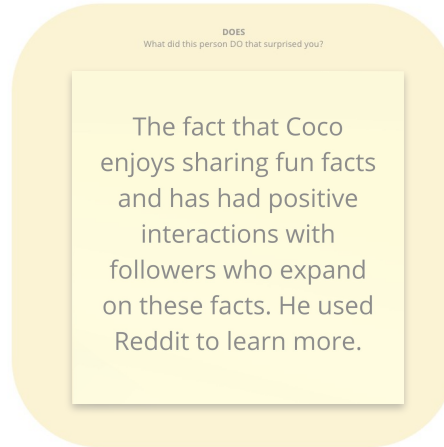 DOES
What did this person DO that surprised you?
The fact that Coco
enjoys sharing fun facts
and has had positive
interactions with
followers who expand
on these facts. He used
Reddit to learn more.